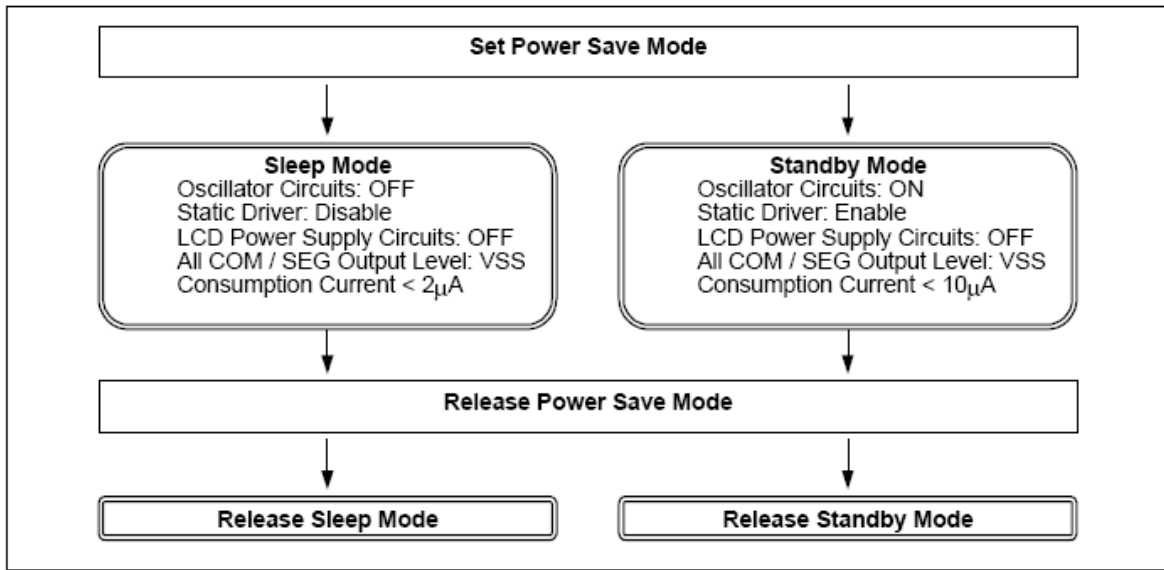 Set Power Save Mode
Sleep Mode
Oscillator Circuits: OFF
Static Driver: Disable
LCD Power Supply Circuits: OFF
All COM / SEG Output Level: VSS
Consumption Current < 2μA
Standby Mode
Oscillator Circuits: ON
Static Driver: Enable
LCD Power Supply Circuits: OFF
All COM / SEG Output Level: VSS
Consumption Current < 10μA
Release Power Save Mode
Release Sleep Mode
Release Standby Mode